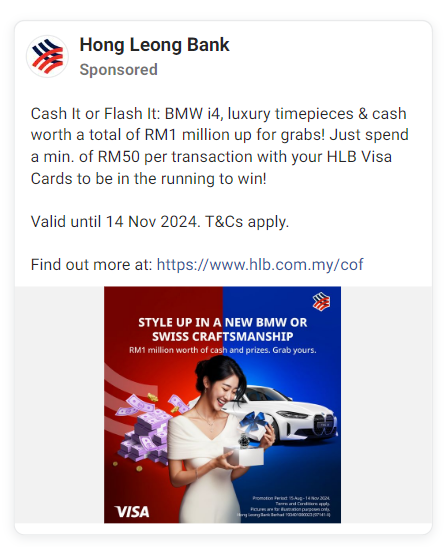 Hong Leong Bank
Sponsored
Cash It or Flash It: BMW i4, luxury timepieces & cash
worth a total of RM1 million up for grabs! Just spend
a min. of RM50 per transaction with your HLB Visa
Cards to be in the running to win!
Valid until 14 Nov 2024. T&Cs apply.
Find out more at: https://www.hlb.com.my/cof
STYLE UP IN A NEW BMW OR
SWISS CRAFTSMANSHIP
RM1 million worth of cash and prizes. Grab yours.
VISA
Promotion Period: 15 Aug - 14 Nov 2024.
Terms and Conditions apply.
Pictures are for illustration purposes only.
Hong Leong Bank Berhad